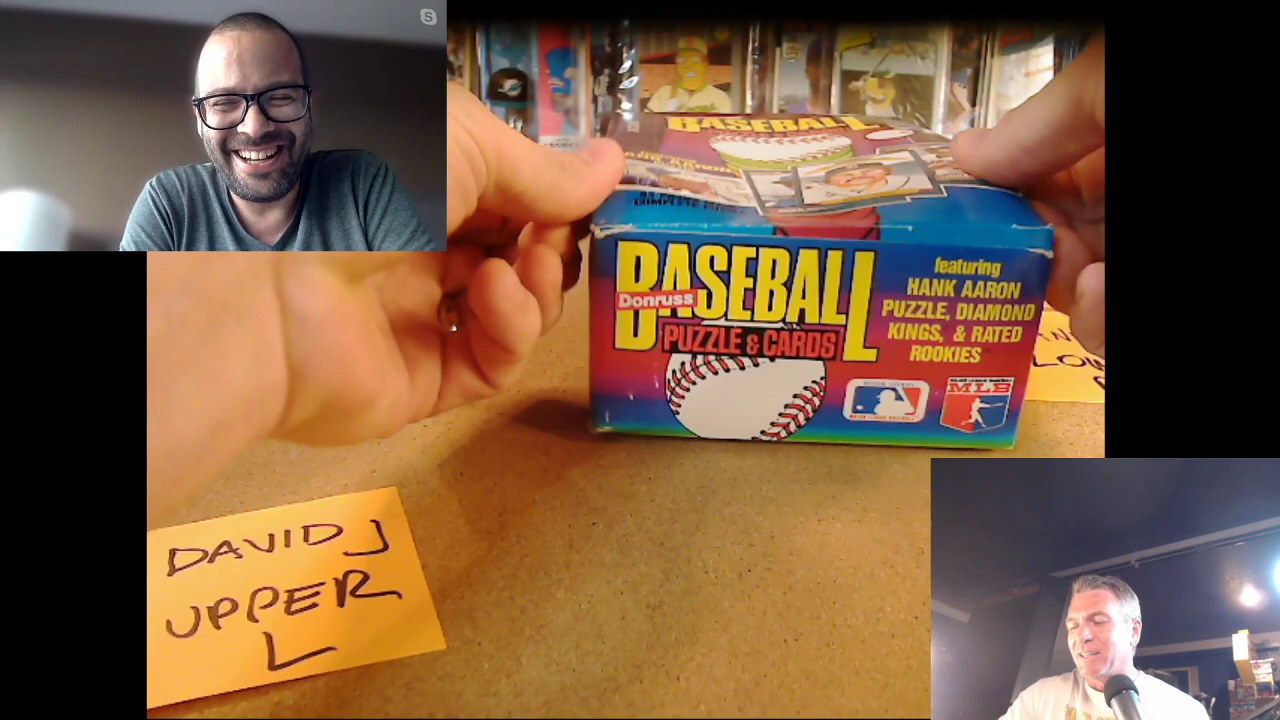 BASEBALL
BASEBALL
Donruss
PUZZLE & CARDS
featuring
HANK AARON
PUZZLE, DIAMOND
KINGS, & RATED
ROOKIES
MLB
DAVID J
UPPER
L